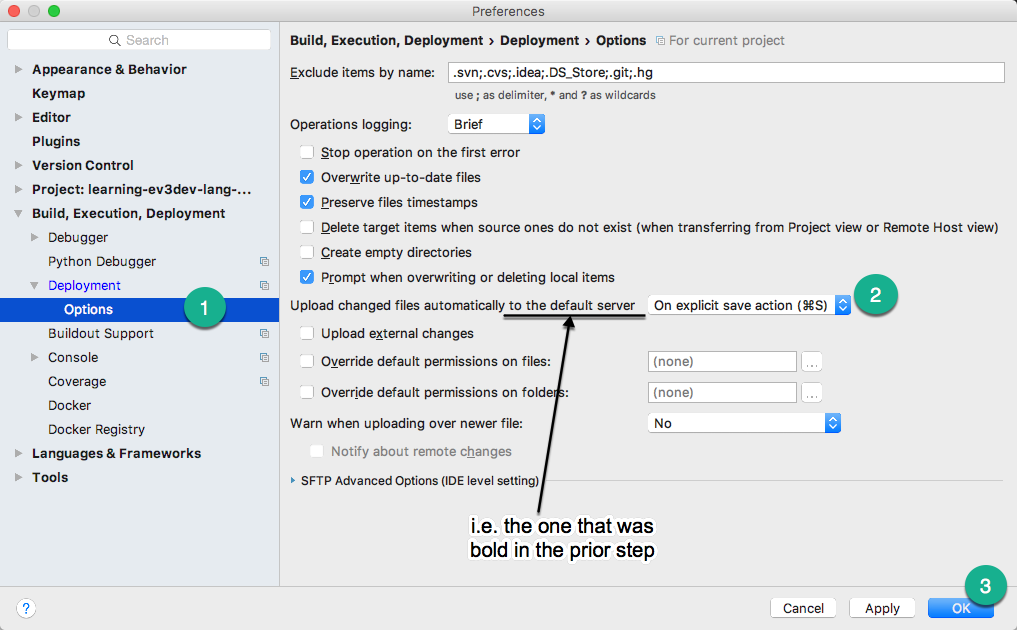 Preferences
Search
Appearance & Behavior
Keymap
Editor
Plugins
Version Control
Project: learning-ev3dev-lang-...
Build, Execution, Deployment
Debugger
Python Debugger
Deployment
Options
1
Buildout Support
Console
Coverage
Docker
Docker Registry
Languages & Frameworks
Tools
?
Build, Execution, Deployment › Deployment › Options For current project
Exclude items by name: .svn;.cvs;.idea;.DS_Store;.git;.hg
use ; as delimiter, * and ? as wildcards
Operations logging: Brief
Stop operation on the first error
Overwrite up-to-date files
Preserve files timestamps
Delete target items when source ones do not exist (when transferring from Project view or Remote Host view)
Create empty directories
Prompt when overwriting or deleting local items
Upload changed files automatically to the default server On explicit save action (⌘S) 2
Upload external changes
Override default permissions on files: (none) ...
Override default permissions on folders: (none) ...
Warn when uploading over newer file: No
Notify about remote changes
SFTP Advanced Options (IDE level setting)
i.e. the one that was
bold in the prior step
3
Cancel Apply OK